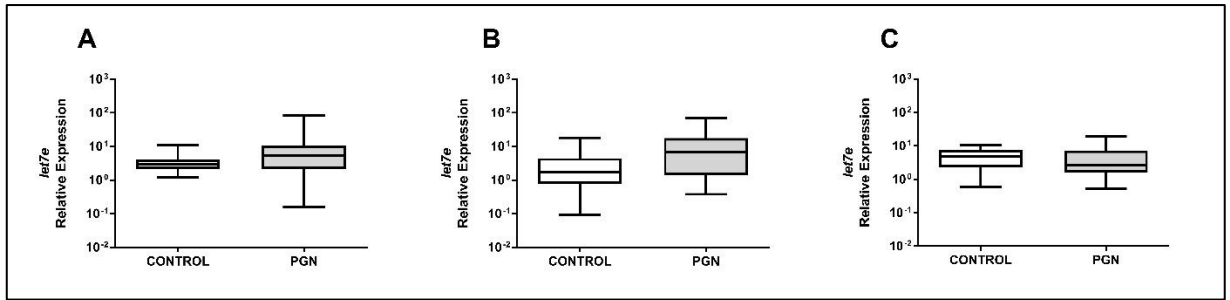 A
let7e
Relative Expression
10³
10²
10¹
10⁰
10⁻¹
10⁻²
CONTROL PGN
B
let7e
Relative Expression
10³
10²
10¹
10⁰
10⁻¹
10⁻²
CONTROL PGN
C
let7e
Relative Expression
10³
10²
10¹
10⁰
10⁻¹
10⁻²
CONTROL PGN